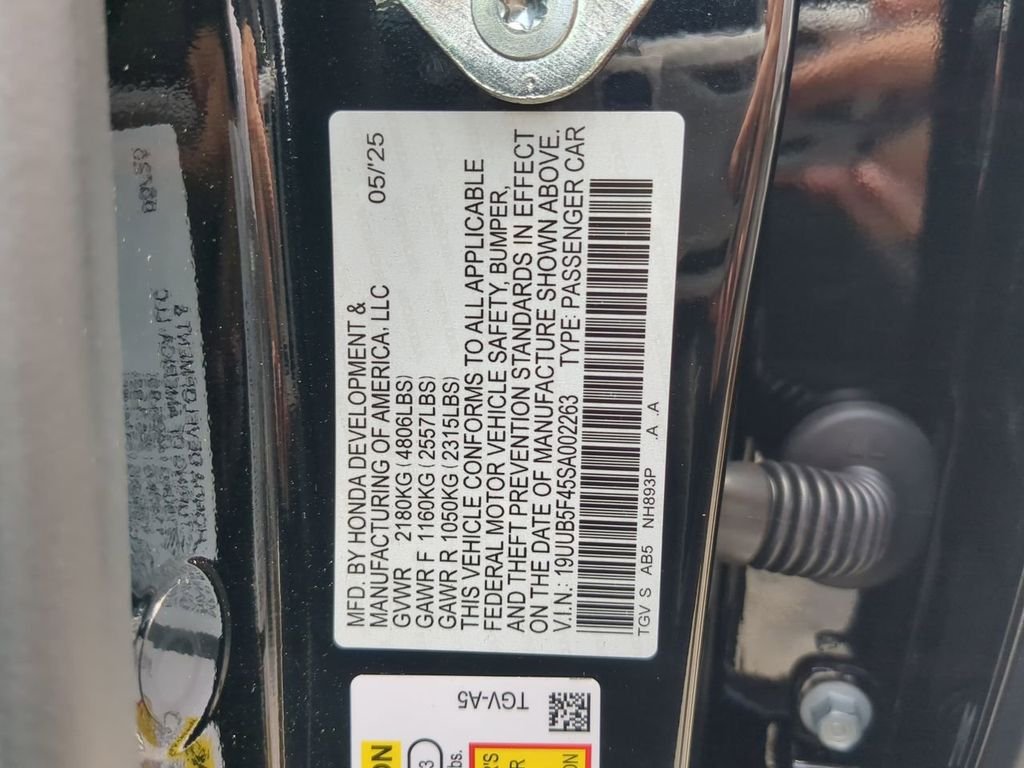 MFD. BY HONDA DEVELOPMENT & 05/'25
MANUFACTURING OF AMERICA, LLC
GVWR 2180KG (4806LBS)
GAWR F 1160KG (2557LBS)
GAWR R 1050KG (2315LBS)
THIS VEHICLE CONFORMS TO ALL APPLICABLE
FEDERAL MOTOR VEHICLE SAFETY, BUMPER,
AND THEFT PREVENTION STANDARDS IN EFFECT
ON THE DATE OF MANUFACTURE SHOWN ABOVE.
V.I.N.: 19UUB5F45SA002263 TYPE: PASSENGER CAR
TGV S AB5 NH893P .A .A
TGV-A5